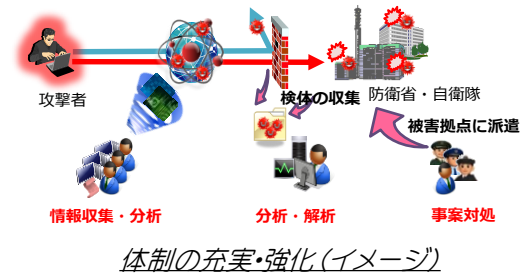 攻撃者
検体の収集
防衛省・自衛隊
被害拠点に派遣
情報収集・分析
分析・解析
事案対処
体制の充実・強化(イメージ)